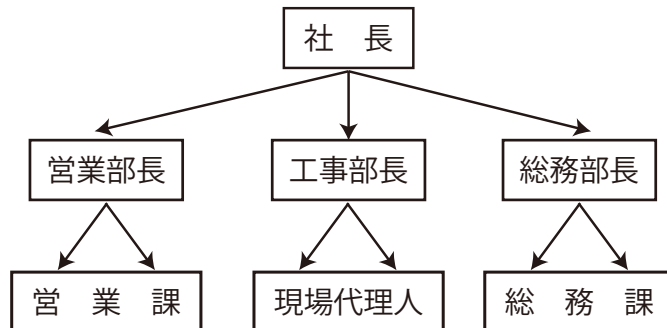 社　長
営業部長
工事部長
総務部長
営　業　課
現場代理人
総　務　課